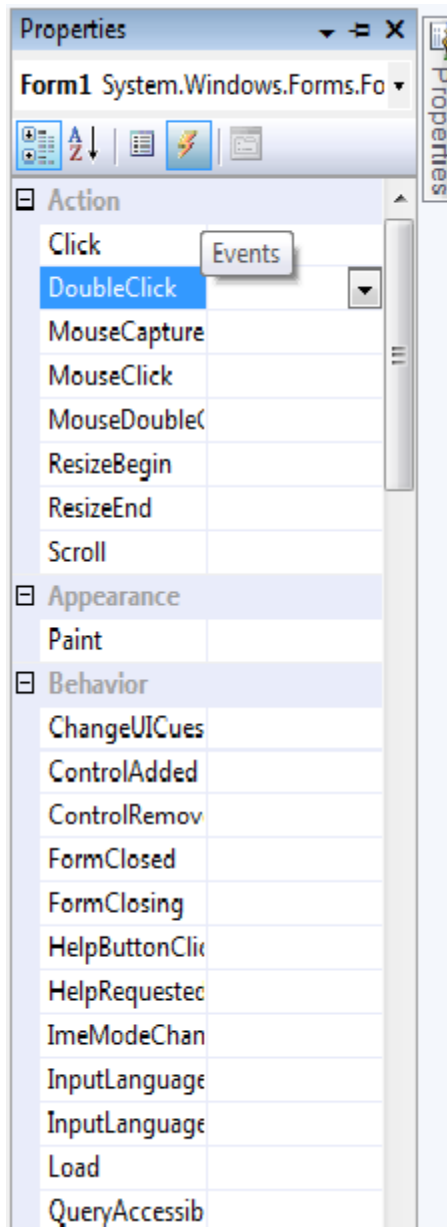 Properties
Form1 System.Windows.Forms.Fo
A
Z
Properties
Action
Click
Events
DoubleClick
MouseCapture
MouseClick
MouseDouble(
ResizeBegin
ResizeEnd
Scroll
Appearance
Paint
Behavior
ChangeUICues
ControlAdded
ControlRemov
FormClosed
FormClosing
HelpButtonClic
HelpRequested
ImeModeChan
InputLanguage
InputLanguage
Load
QueryAccessib